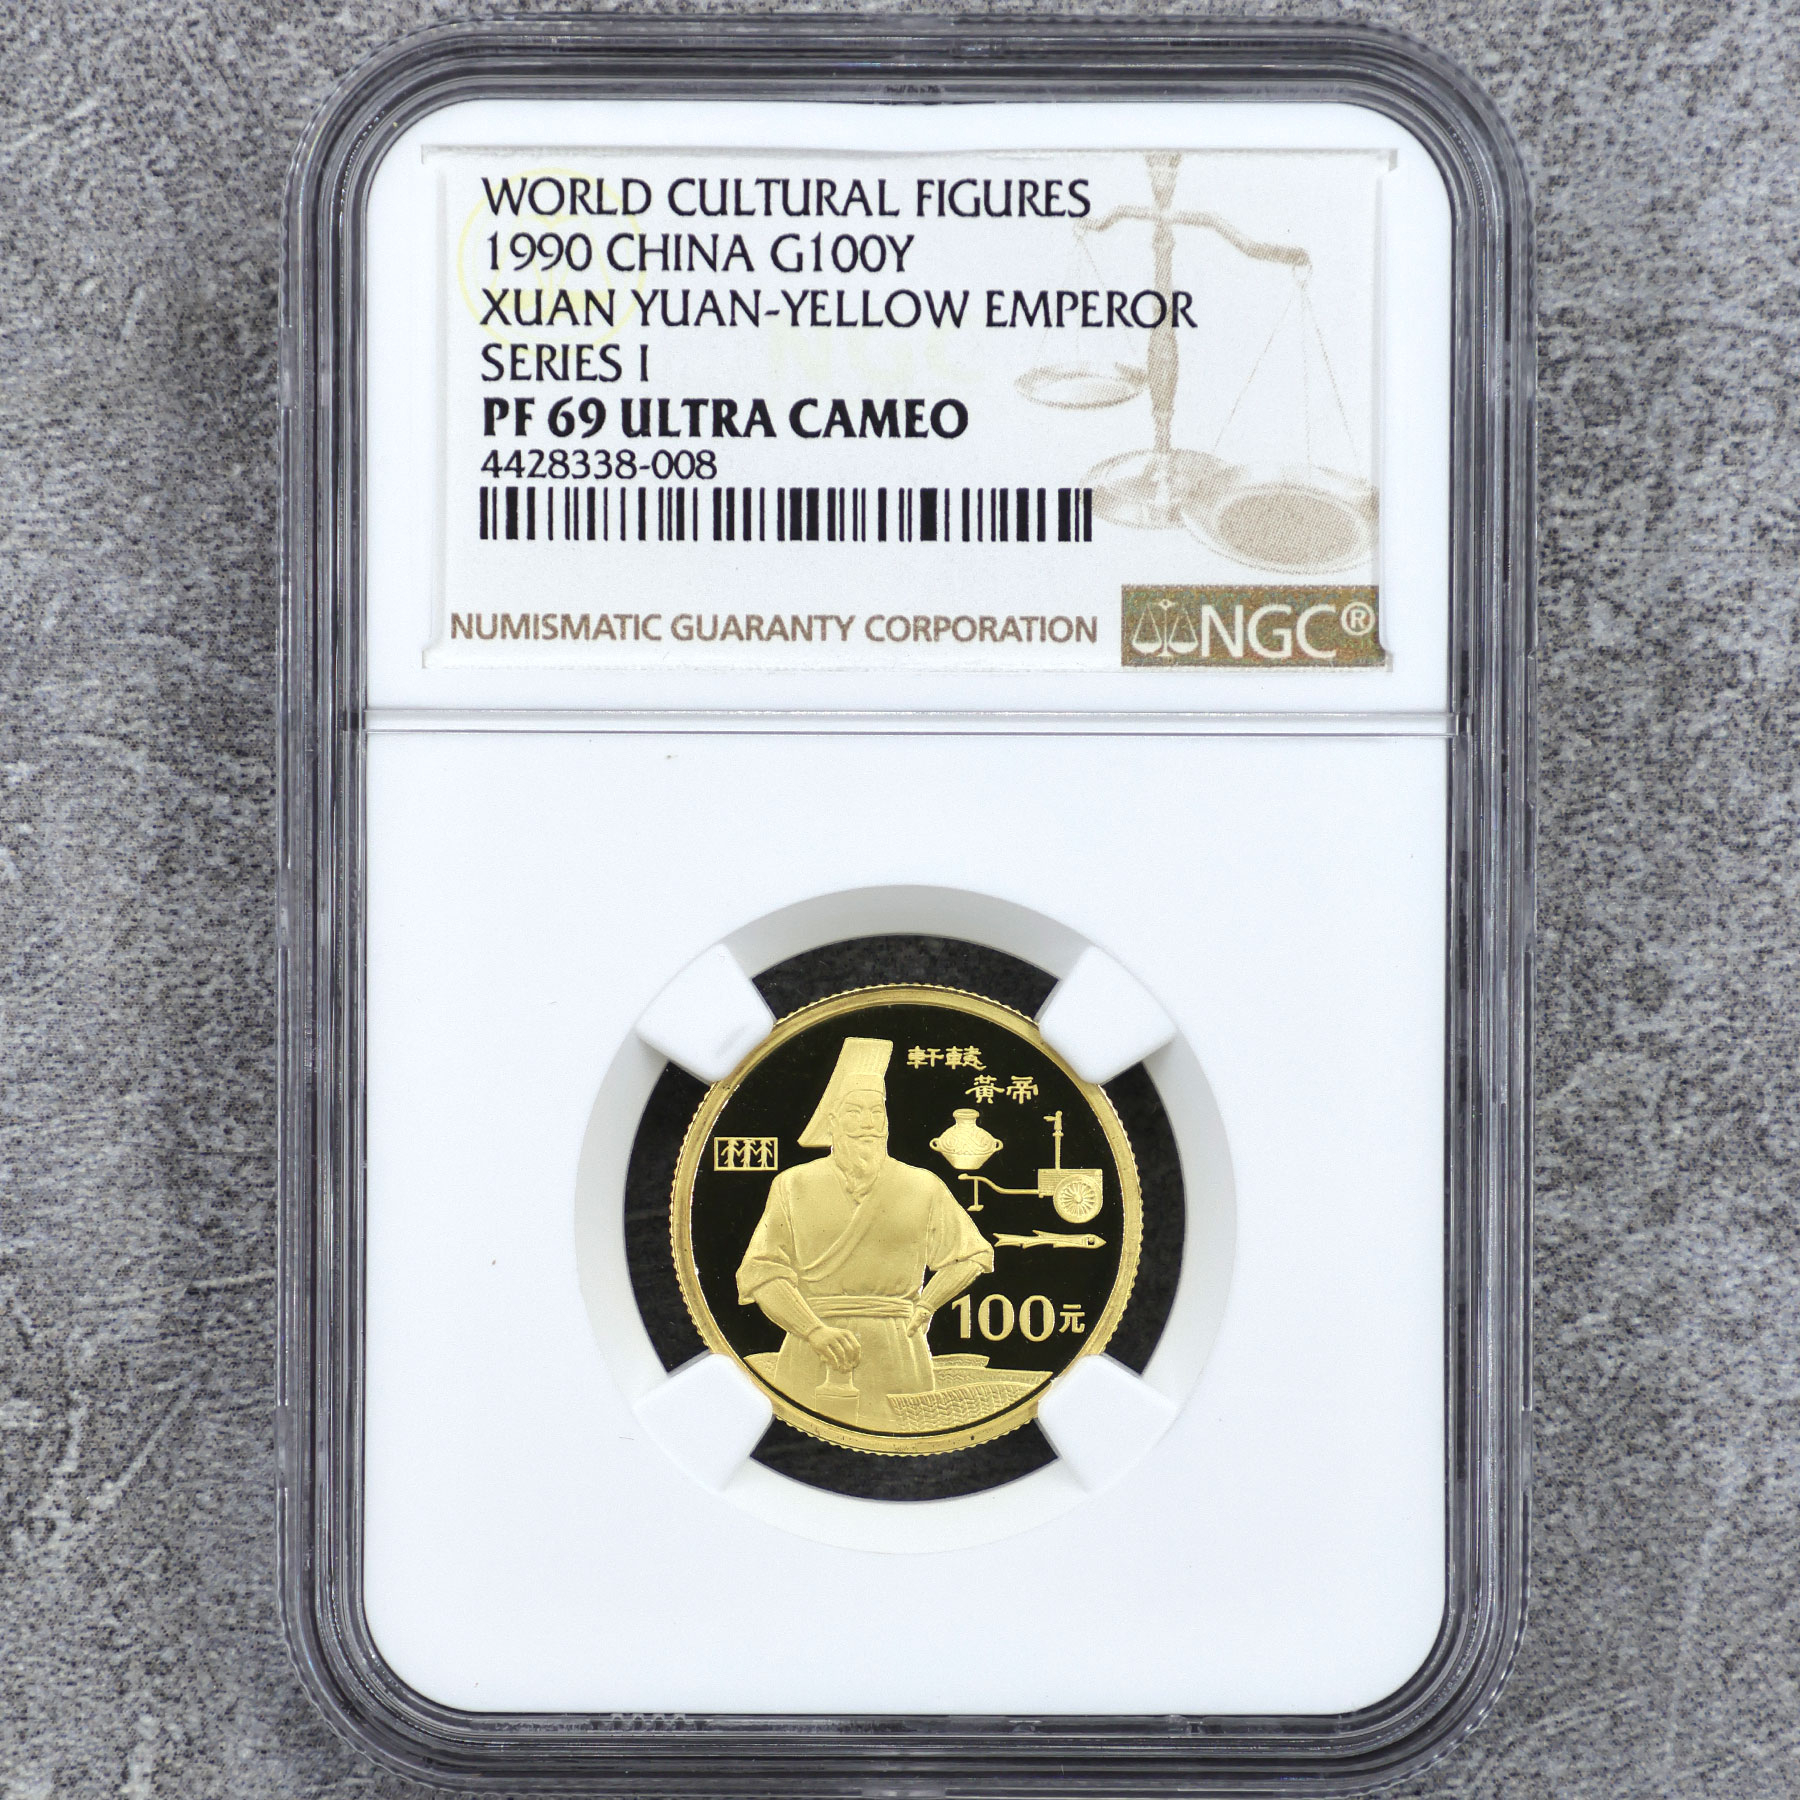 WORLD CULTURAL FIGURES
1990 CHINA G100Y
XUAN YUAN-YELLOW EMPEROR
SERIES I
PF 69 ULTRA CAMEO
4428338-008
NUMISMATIC GUARANTY CORPORATION
NGC®
軒轅
黃帝
100元